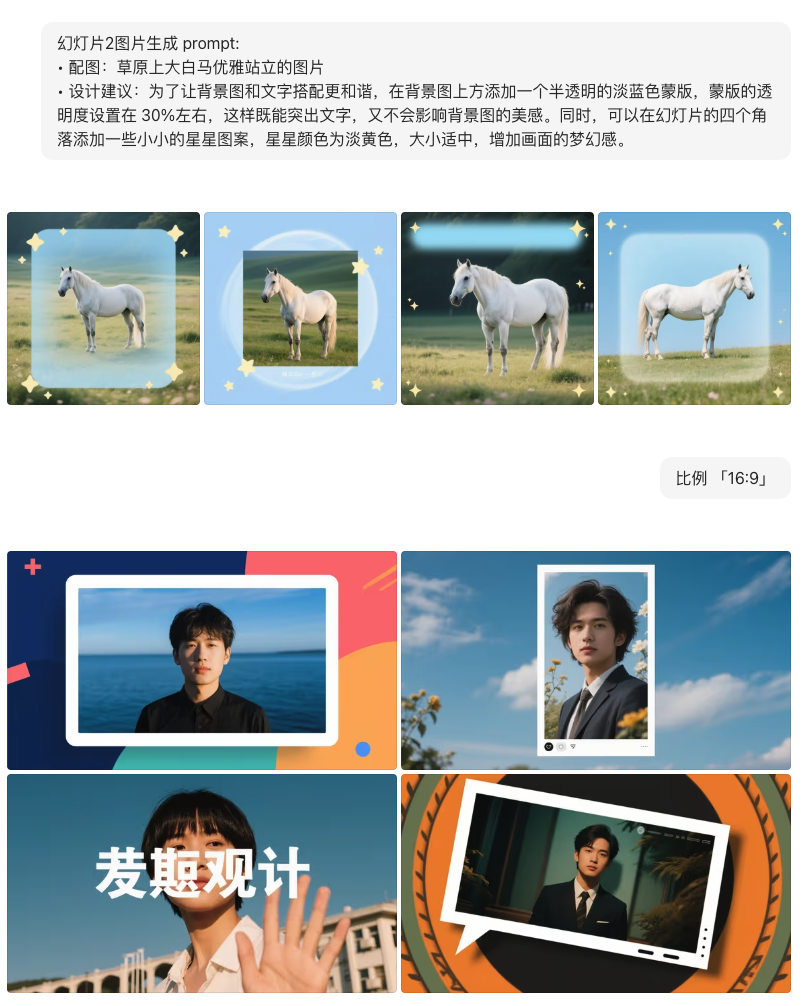 幻灯片2图片生成 prompt:
• 配图：草原上大白马优雅站立的图片
• 设计建议：为了让背景图和文字搭配更和谐，在背景图上方添加一个半透明的淡蓝色蒙版，蒙版的透
明度设置在 30%左右，这样既能突出文字，又不会影响背景图的美感。同时，可以在幻灯片的四个角
落添加一些小小的星星图案，星星颜色为淡黄色，大小适中，增加画面的梦幻感。
比例 「16:9」
观计